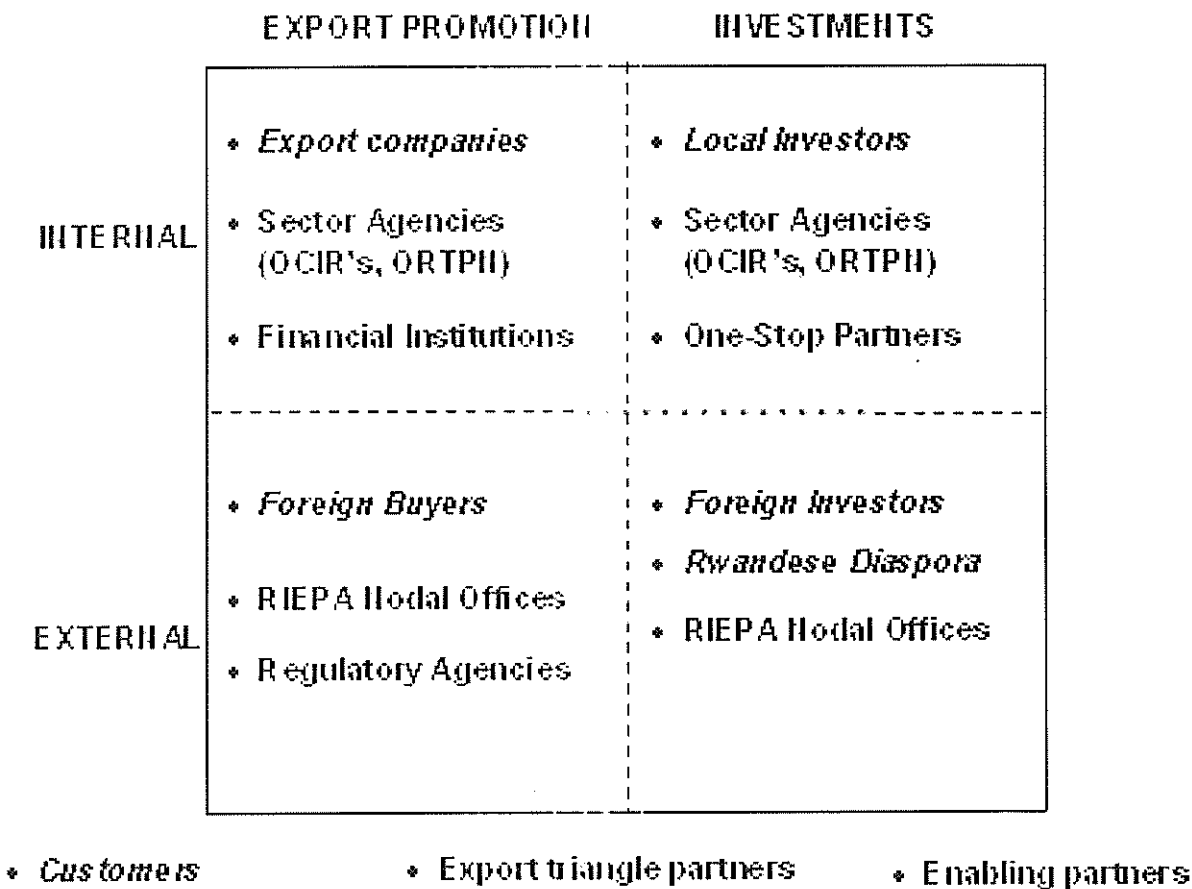 EXPORT PROMOTION INVESTMENTS
INTERNAL
• Export companies
• Sector Agencies
(OCIR's, ORTPN)
• Financial Institutions
• Local Investors
• Sector Agencies
(OCIR's, ORTPN)
• One-Stop Partners
EXTERNAL
• Foreign Buyers
• RIEPA Nodal Offices
• Regulatory Agencies
• Foreign Investors
• Rwandese Diaspora
• RIEPA Nodal Offices
• Customers • Export triangle partners • Enabling partners